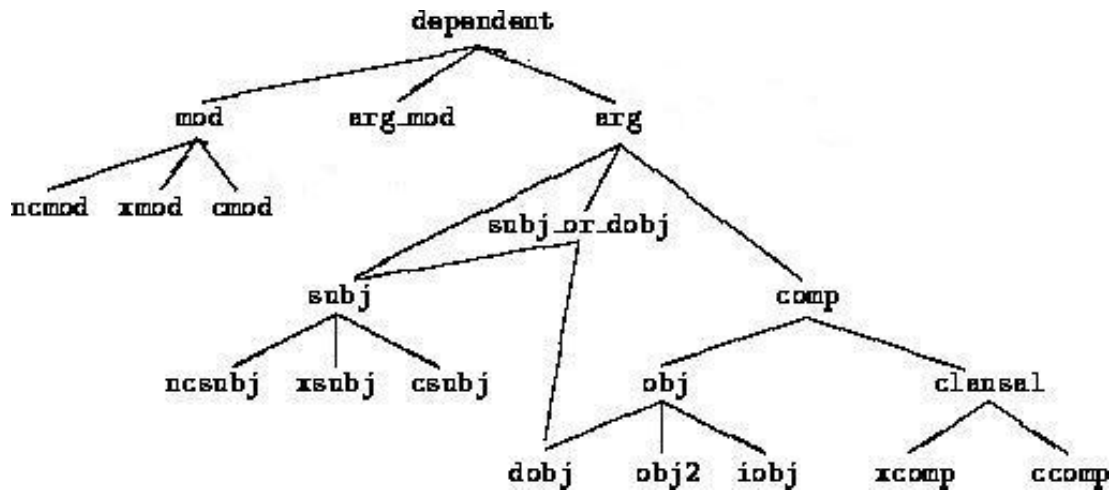 dependent
mod arg_mod arg
ncmod xmod cmod
subj_or_dobj
subj comp
ncsubj xsubj csubj obj clausal
dobj obj2 iobj xcomp ccomp